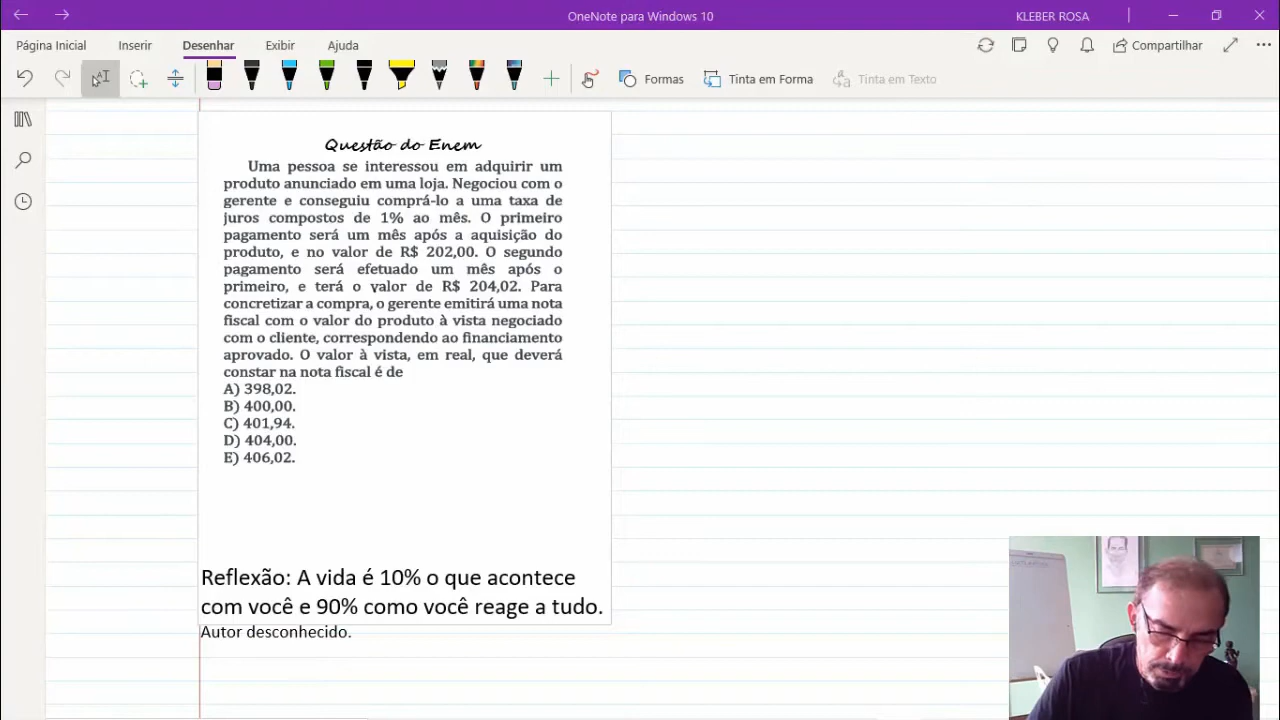 OneNote para Windows 10
KLEBER ROSA
Página Inicial Inserir Desenhar Exibir Ajuda
Compartilhar
Formas Tinta em Forma Tinta em Texto
Questão do Enem
Uma pessoa se interessou em adquirir um
produto anunciado em uma loja. Negociou com o
gerente e conseguiu comprá-lo a uma taxa de
juros compostos de 1% ao mês. O primeiro
pagamento será um mês após a aquisição do
produto, e no valor de R$ 202,00. O segundo
pagamento será efetuado um mês após o
primeiro, e terá o valor de R$ 204,02. Para
concretizar a compra, o gerente emitirá uma nota
fiscal com o valor do produto à vista negociado
com o cliente, correspondendo ao financiamento
aprovado. O valor à vista, em real, que deverá
constar na nota fiscal é de
A) 398,02.
B) 400,00.
C) 401,94.
D) 404,00.
E) 406,02.
Reflexão: A vida é 10% o que acontece
com você e 90% como você reage a tudo.
Autor desconhecido.